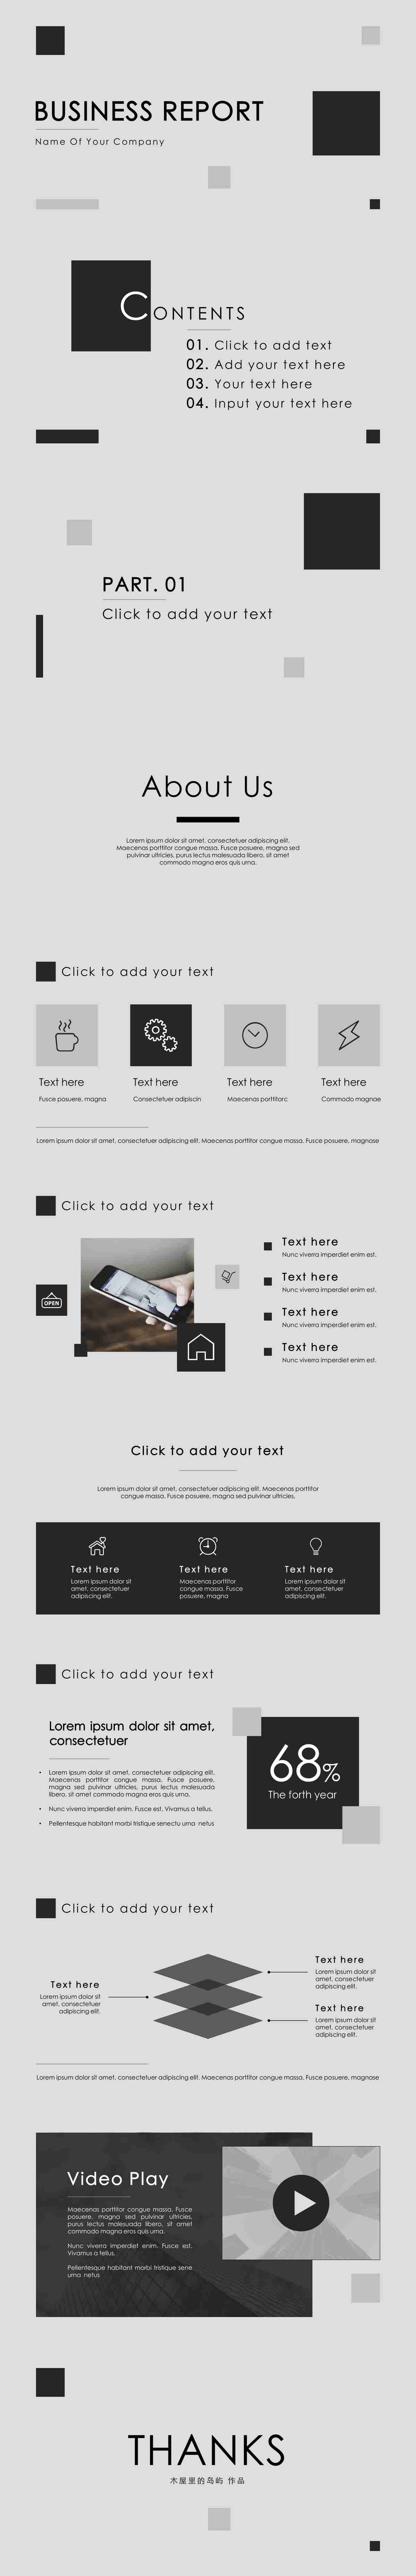 BUSINESS REPORT
Name Of Your Company
CONTENTS
01. Click to add text
02. Add your text here
03. Your text here
04. Input your text here
PART. 01
Click to add your text
About Us
Lorem ipsum dolor sit amet, consectetuer adipiscing elit.
Maecenas porttitor congue massa. Fusce posuere, magna sed
pulvinar ultricies, purus lectus malesuada libero, sit amet
commodo magna eros quis urna.
Click to add your text
Text here
Fusce posuere, magna
Text here
Consectetuer adipiscin
Text here
Maecenas porttitorc
Text here
Commodo magnae
Lorem ipsum dolor sit amet, consectetuer adipiscing elit. Maecenas porttitor congue massa. Fusce posuere, magnase
Click to add your text
OPEN
Text here
Nunc viverra imperdiet enim est.
Text here
Nunc viverra imperdiet enim est.
Text here
Nunc viverra imperdiet enim est.
Text here
Nunc viverra imperdiet enim est.
Click to add your text
Lorem ipsum dolor sit amet, consectetuer adipiscing elit. Maecenas porttitor
congue massa. Fusce posuere, magna sed pulvinar ultricies,
Text here
Lorem ipsum dolor sit
amet, consectetuer
adipiscing elit.
Text here
Maecenas porttitor
congue massa. Fusce
posuere, magna
Text here
Lorem ipsum dolor sit
amet, consectetuer
adipiscing elit.
Click to add your text
Lorem ipsum dolor sit amet,
consectetuer
• Lorem ipsum dolor sit amet, consectetuer adipiscing elit.
Maecenas porttitor congue massa. Fusce posuere,
magna sed pulvinar ultricies, purus lectus malesuada
libero, sit amet commodo magna eros quis urna.
• Nunc viverra imperdiet enim. Fusce est. Vivamus a tellus.
• Pellentesque habitant morbi tristique senectu urna netus
68%
The forth year
Click to add your text
Text here
Lorem ipsum dolor sit
amet, consectetuer
adipiscing elit.
Text here
Lorem ipsum dolor sit
amet, consectetuer
adipiscing elit.
Text here
Lorem ipsum dolor sit
amet, consectetuer
adipiscing elit.
Lorem ipsum dolor sit amet, consectetuer adipiscing elit. Maecenas porttitor congue massa. Fusce posuere, magnase
Video Play
Maecenas porttitor congue massa. Fusce
posuere, magna sed pulvinar ultricies,
purus lectus malesuada libero, sit amet
commodo magna eros quis urna.
Nunc viverra imperdiet enim. Fusce est.
Vivamus a tellus.
Pellentesque habitant morbi tristique sene
urna netus
THANKS
木屋里的岛屿 作品